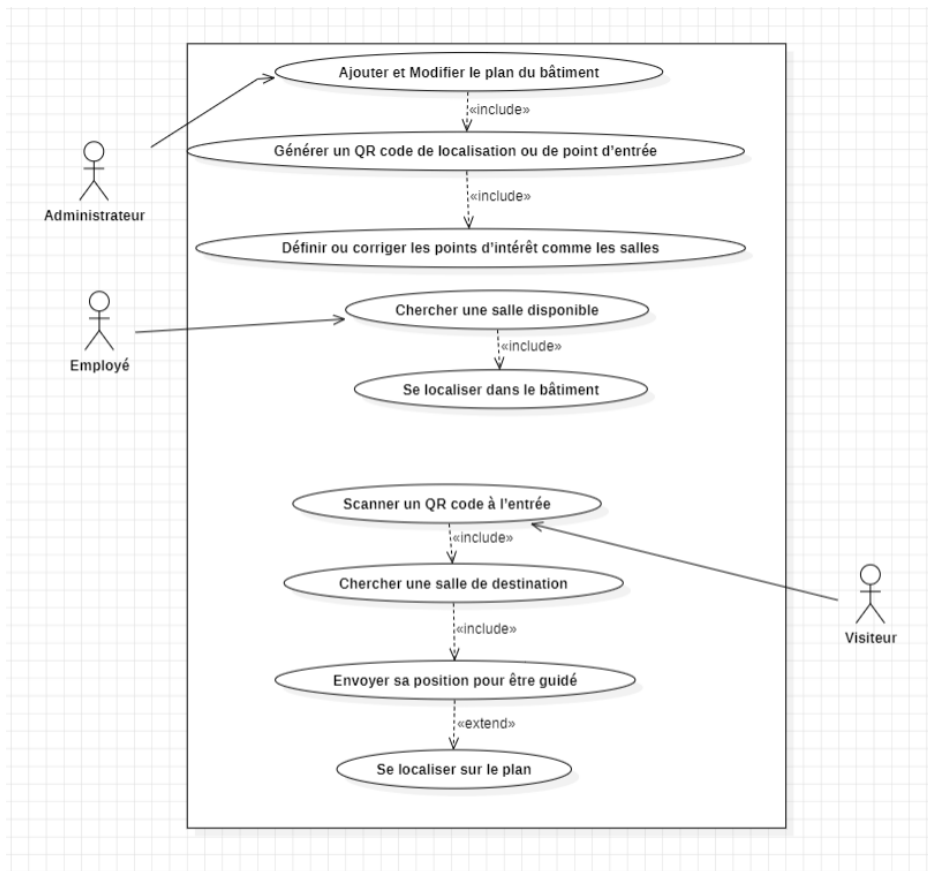 Ajouter et Modifier le plan du bâtiment
«include»
Générer un QR code de localisation ou de point d’entrée
«include»
Administrateur
Définir ou corriger les points d’intérêt comme les salles
Chercher une salle disponible
«include»
Employé
Se localiser dans le bâtiment
Scanner un QR code à l’entrée
«include»
Chercher une salle de destination
«include»
Visiteur
Envoyer sa position pour être guidé
«extend»
Se localiser sur le plan